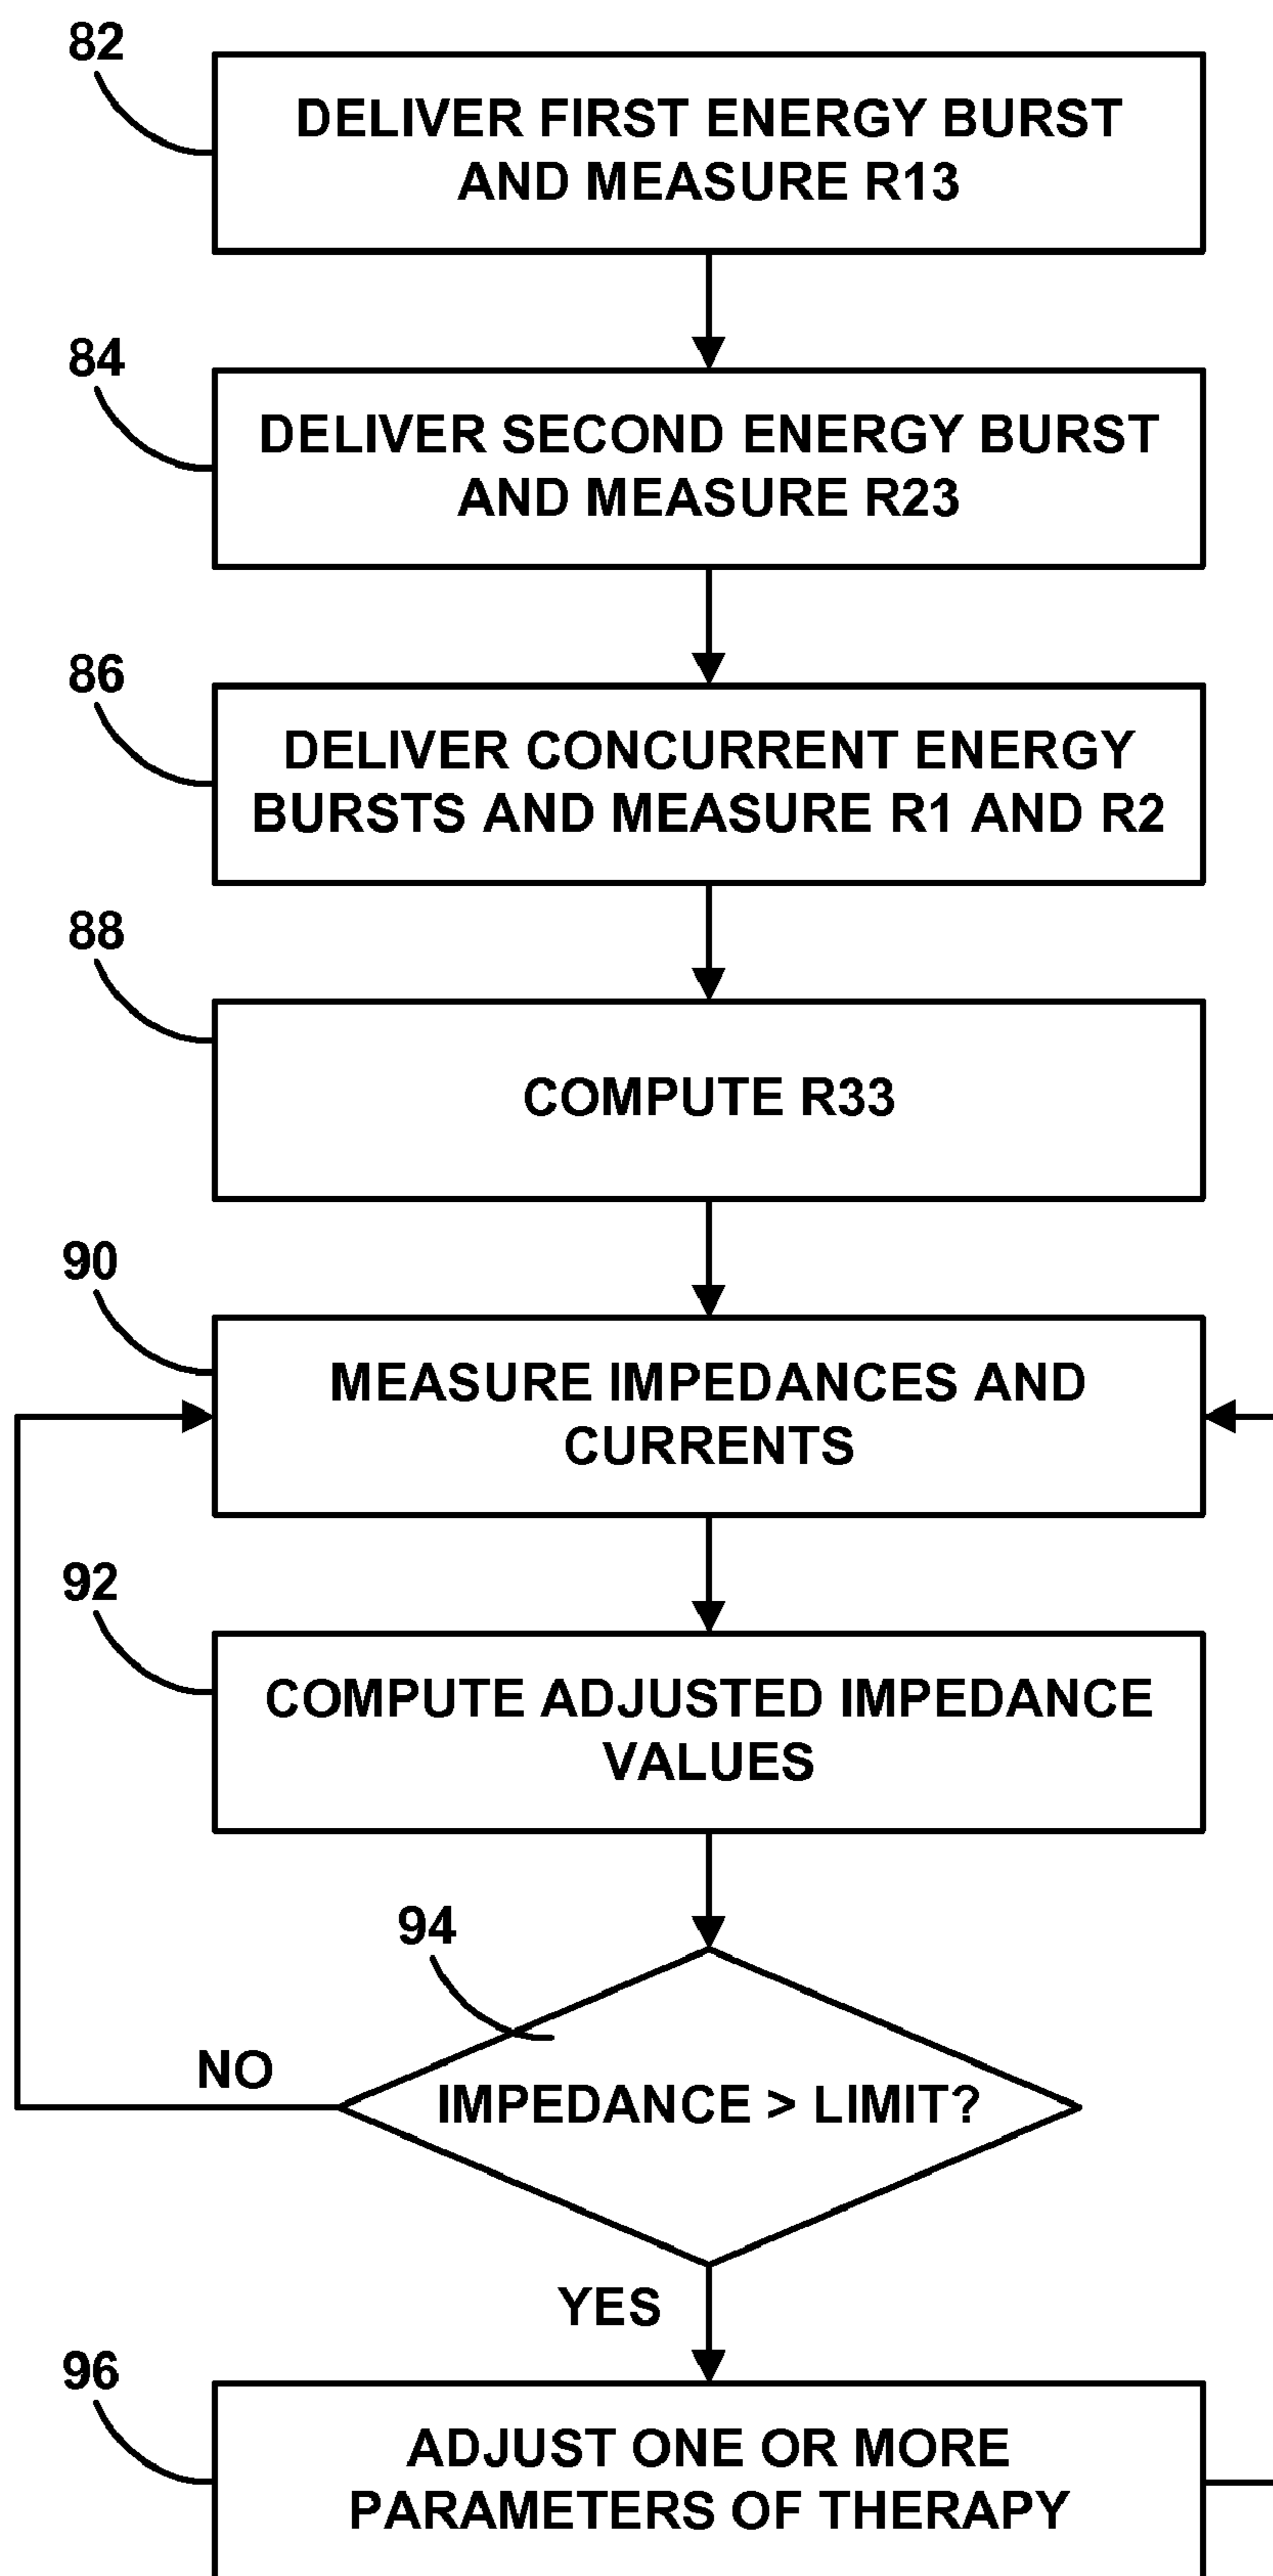 82
DELIVER FIRST ENERGY BURST
AND MEASURE R13
84
DELIVER SECOND ENERGY BURST
AND MEASURE R23
86
DELIVER CONCURRENT ENERGY
BURSTS AND MEASURE R1 AND R2
88
COMPUTE R33
90
MEASURE IMPEDANCES AND
CURRENTS
92
COMPUTE ADJUSTED IMPEDANCE
VALUES
94
NO
IMPEDANCE > LIMIT?
YES
96
ADJUST ONE OR MORE
PARAMETERS OF THERAPY